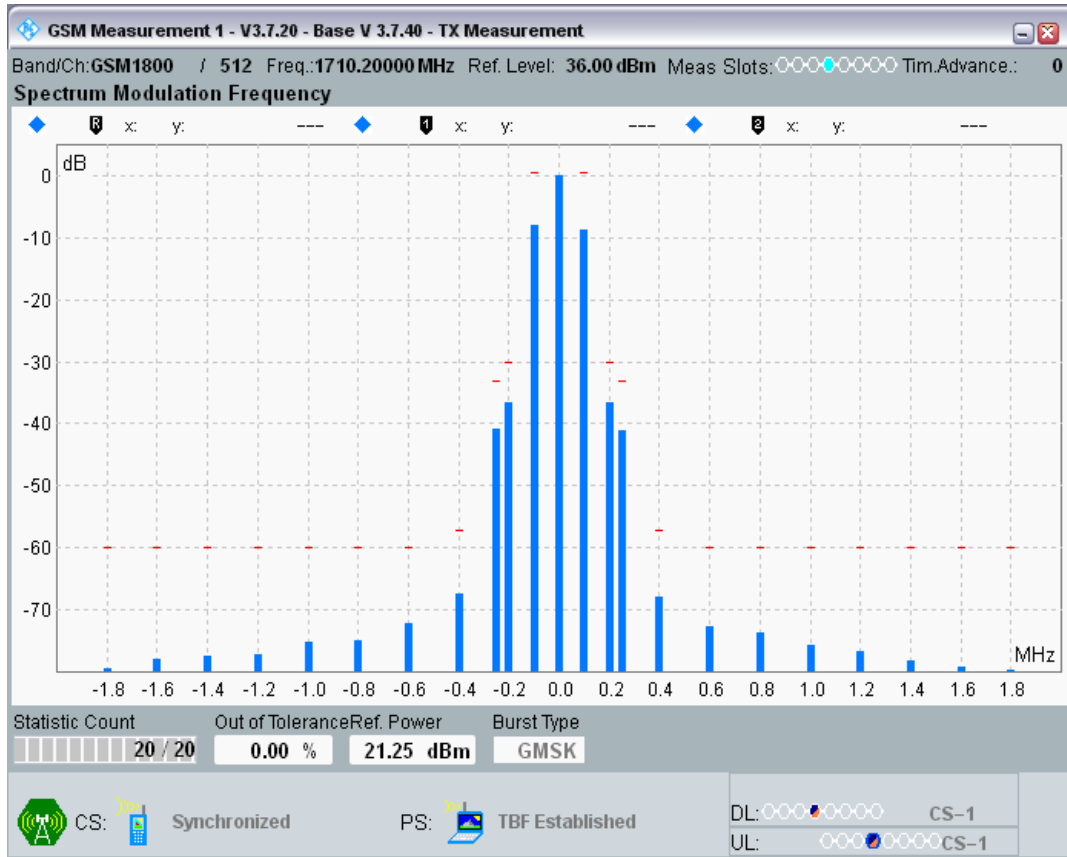 GSM Measurement 1 - V3.7.20 - Base V 3.7.40 - TX Measurement
Band/Ch:GSM1800 / 512 Freq.:1710.20000 MHz Ref. Level: 36.00 dBm Meas Slots: Tim.Advance.: 0
Spectrum Modulation Frequency
R x: y: --- 1 x: y: --- 2 x: y: ---
dB
0
-10
-20
-30
-40
-50
-60
-70
MHz
-1.8 -1.6 -1.4 -1.2 -1.0 -0.8 -0.6 -0.4 -0.2 0.0 0.2 0.4 0.6 0.8 1.0 1.2 1.4 1.6 1.8
Statistic Count Out of Tolerance Ref. Power Burst Type
20 / 20 0.00 % 21.25 dBm GMSK
CS: Synchronized PS: TBF Established
DL: CS-1
UL: CS-1